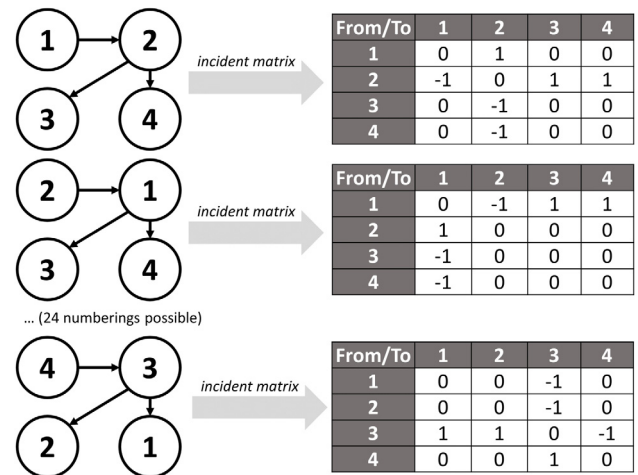 1 2
3 4
incident matrix
From/To 1 2 3 4
1 0 1 0 0
2 -1 0 1 1
3 0 -1 0 0
4 0 -1 0 0
2 1
3 4
incident matrix
From/To 1 2 3 4
1 0 -1 1 1
2 1 0 0 0
3 -1 0 0 0
4 -1 0 0 0
... (24 numberings possible)
4 3
2 1
incident matrix
From/To 1 2 3 4
1 0 0 -1 0
2 0 0 -1 0
3 1 1 0 -1
4 0 0 1 0